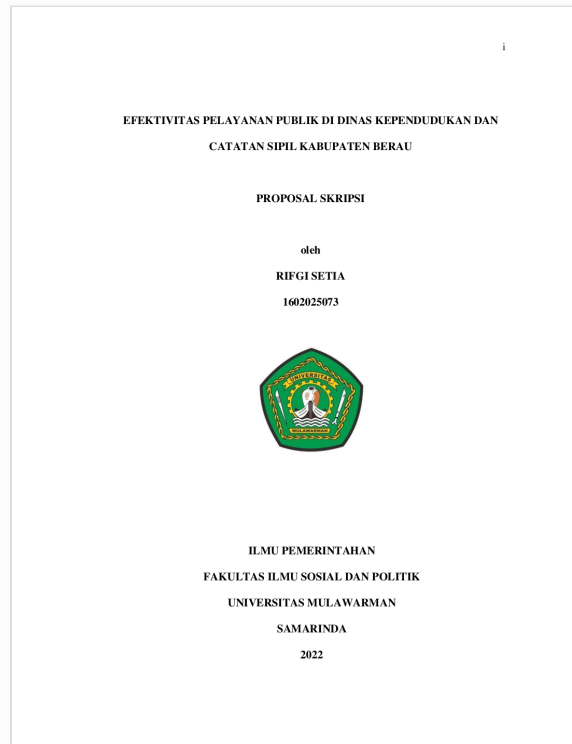 i
EFEKTIVITAS PELAYANAN PUBLIK DI DINAS KEPENDUDUKAN DAN
CATATAN SIPIL KABUPATEN BERAU
PROPOSAL SKRIPSI
oleh
RIFGI SETIA
1602025073
UNIVERSITAS
MULAWARMAN
ILMU PEMERINTAHAN
FAKULTAS ILMU SOSIAL DAN POLITIK
UNIVERSITAS MULAWARMAN
SAMARINDA
2022